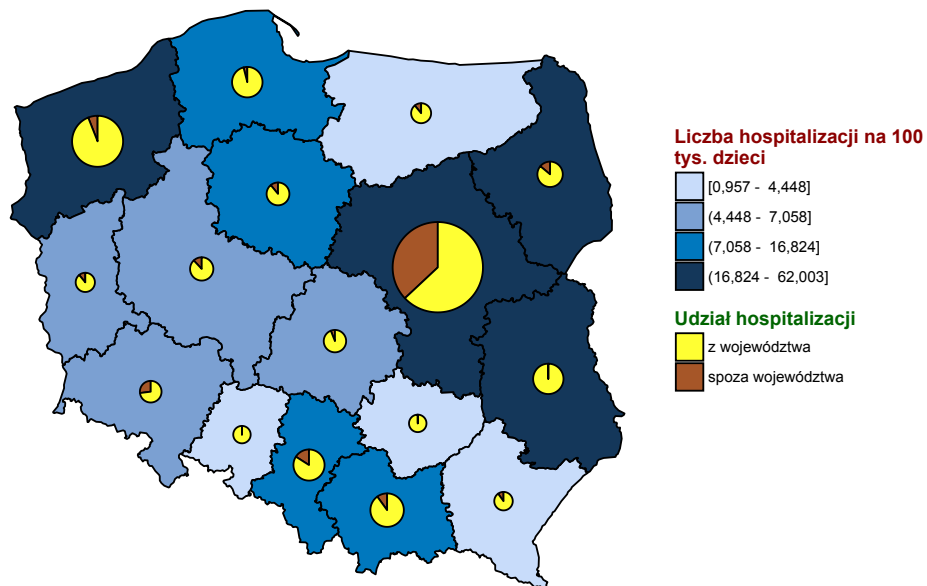 Liczba hospitalizacji na 100
tys. dzieci
[0,957 - 4,448]
(4,448 - 7,058]
(7,058 - 16,824]
(16,824 - 62,003]
Udział hospitalizacji
z województwa
spoza województwa